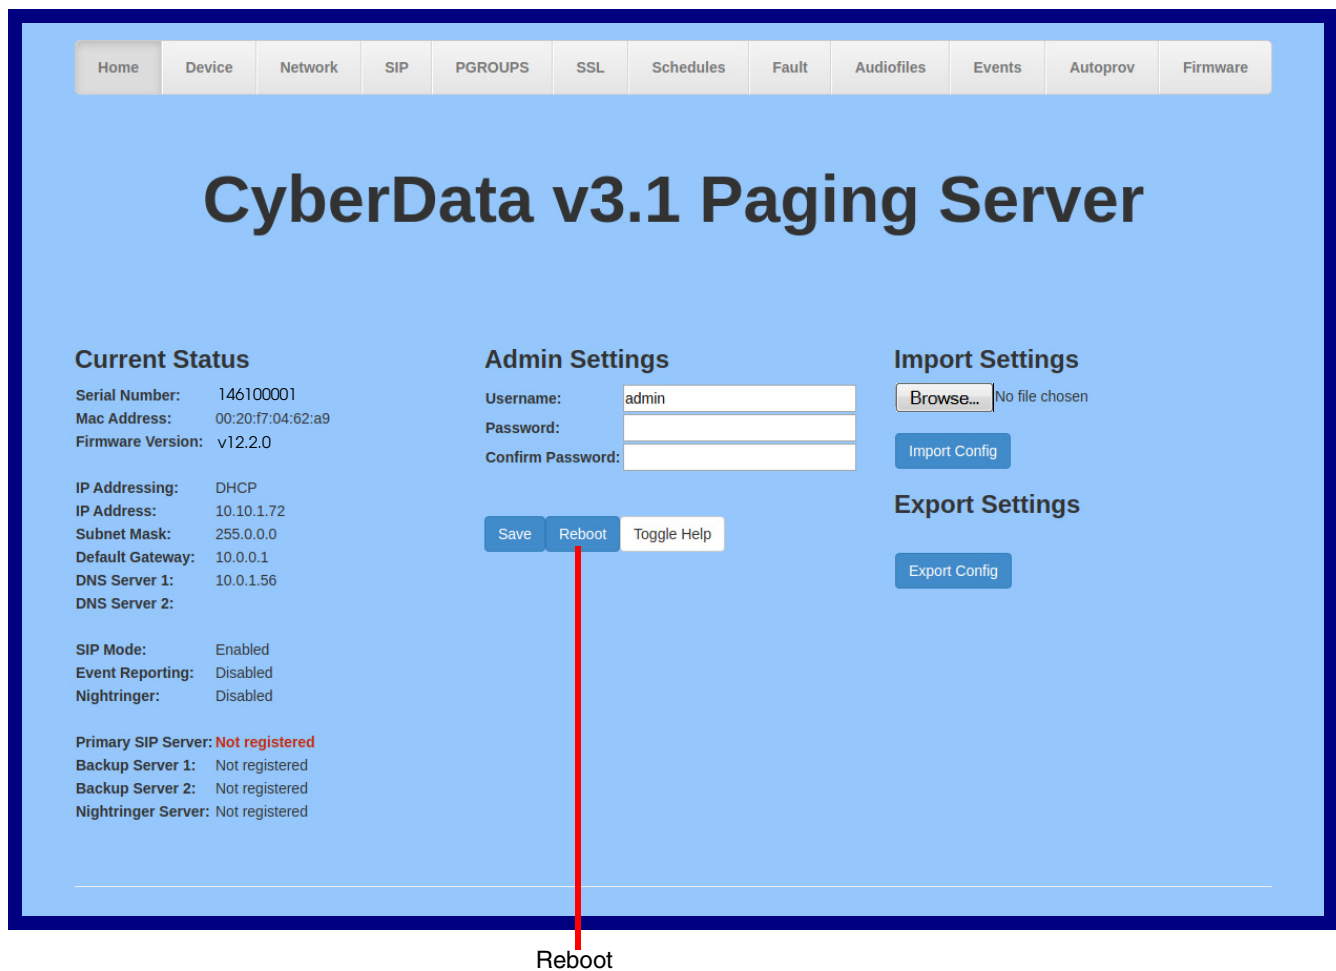 Home Device Network SIP PGROUPS SSL Schedules Fault Audiofiles Events Autoprov Firmware
CyberData v3.1 Paging Server
Current Status
Serial Number: 146100001
Mac Address: 00:20:f7:04:62:a9
Firmware Version: v12.2.0
IP Addressing: DHCP
IP Address: 10.10.1.72
Subnet Mask: 255.0.0.0
Default Gateway: 10.0.0.1
DNS Server 1: 10.0.1.56
DNS Server 2:
SIP Mode: Enabled
Event Reporting: Disabled
Nightringer: Disabled
Primary SIP Server: Not registered
Backup Server 1: Not registered
Backup Server 2: Not registered
Nightringer Server: Not registered
Admin Settings
Username: admin
Password:
Confirm Password:
Save Reboot Toggle Help
Import Settings
Browse... No file chosen
Import Config
Export Settings
Export Config
Reboot